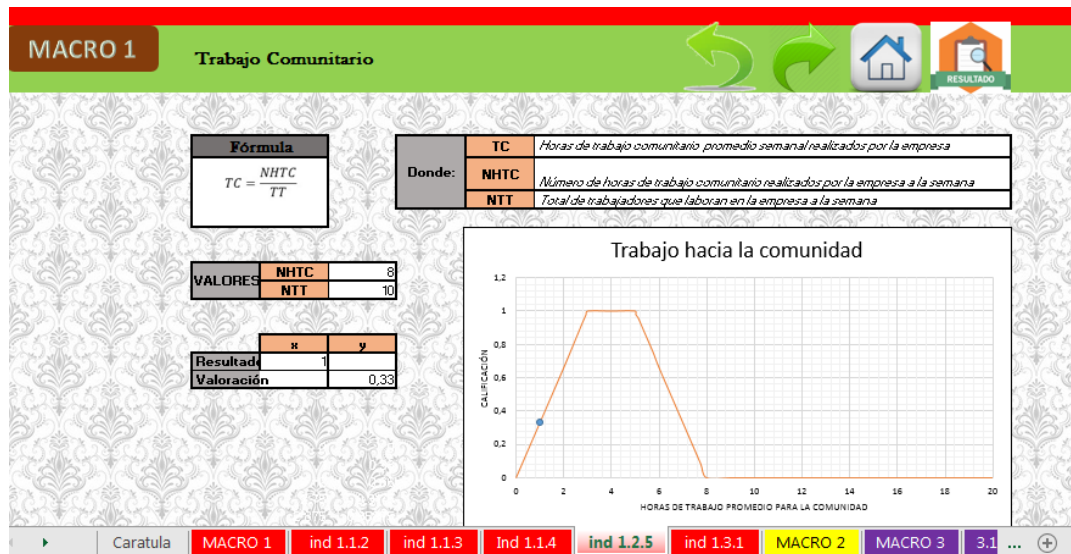 MACRO 1
Trabajo Comunitario
RESULTADO
Fórmula
TC = NHTC / TT
Donde:
TC Horas de trabajo comunitario promedio semanal realizados por la empresa
NHTC Número de horas de trabajo comunitario realizados por la empresa a la semana
NTT Total de trabajadores que laboran en la empresa a la semana
VALORES
NHTC 8
NTT 10
x y
Resultado 1
Valoración 0,33
Trabajo hacia la comunidad
1,2
1
0,8
0,6
0,4
0,2
0
CALIFICACIÓN
0 2 4 6 8 10 12 14 16 18 20
HORAS DE TRABAJO PROMEDIO PARA LA COMUNIDAD
Caratula MACRO 1 ind 1.1.2 ind 1.1.3 Ind 1.1.4 ind 1.2.5 ind 1.3.1 MACRO 2 MACRO 3 3.1 ...